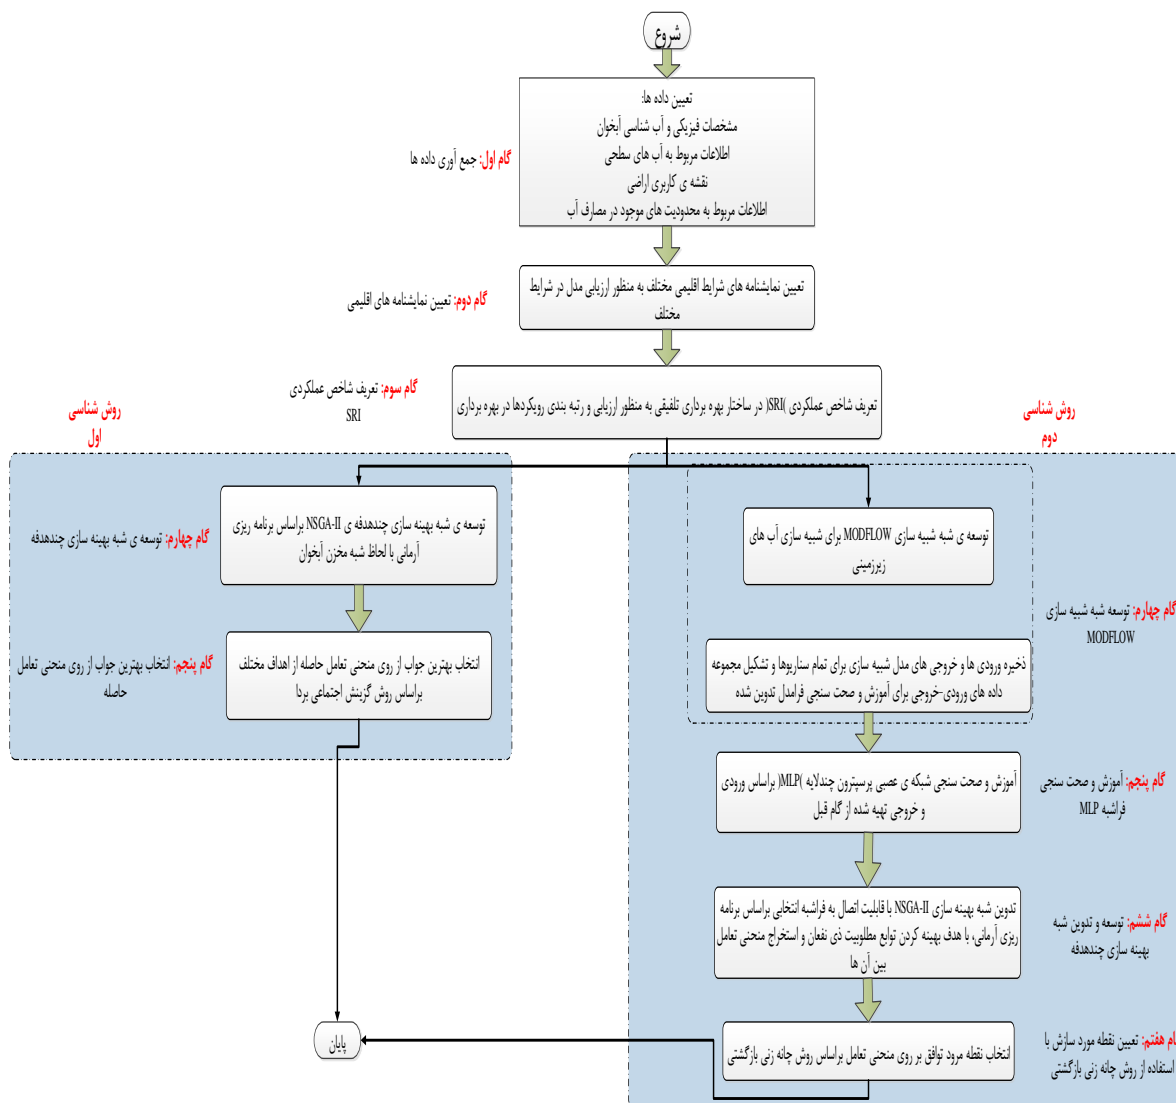 شروع
تعیین داده ها:
مشخصات فیزیکی و آب شناسی آبخوان
اطلاعات مربوط به آب های سطحی
نقشه ی کاربری اراضی
اطلاعات مربوط به محدودیت های موجود در مصارف آب
گام اول: جمع آوری داده ها
تعیین نمایشنامه های شرایط اقلیمی مختلف به منظور ارزیابی مدل در شرایط
مختلف
گام دوم: تعیین نمایشنامه های اقلیمی
تعریف شاخص عملکردی )SRI( در ساختار بهره برداری تلفیقی به منظور ارزیابی و رتبه بندی رویکردها در بهره برداری
گام سوم: تعریف شاخص عملکردی
SRI
روش شناسی
دوم
توسعه ی شبه شبیه سازی MODFLOW برای شبیه سازی آب های
زیرزمینی
ذخیره ورودی ها و خروجی های مدل شبیه سازی برای تمام سناریوها و تشکیل مجموعه
داده های ورودی-خروجی برای آموزش و صحت سنجی فرامدل تدوین شده
گام چهارم: توسعه شبه شبیه سازی
MODFLOW
آموزش و صحت سنجی شبکه ی عصبی پرسپترون چندلایه )MLP( براساس ورودی
و خروجی تهیه شده از گام قبل
گام پنجم: آموزش و صحت سنجی
فراشبه MLP
تدوین شبه بهینه سازی NSGA-II با قابلیت اتصال به فراشبه انتخابی براساس برنامه
ریزی آرمانی، با هدف بهینه کردن توابع مطلوبیت ذی نفعان و استخراج منحنی تعامل
بین آن ها
گام ششم: توسعه و تدوین شبه
بهینه سازی چندهدفه
انتخاب نقطه مرود توافق بر روی منحنی تعامل براساس روش چانه زنی بازگشتی
گام هفتم: تعیین نقطه مورد سازش با
استفاده از روش چانه زنی بازگشتی
روش شناسی
اول
توسعه ی شبه بهینه سازی چندهدفه ی NSGA-II براساس برنامه ریزی
آرمانی با لحاظ شبه مخزن آبخوان
گام چهارم: توسعه ی شبه بهینه سازی چندهدفه
انتخاب بهترین جواب از روی منحنی تعامل حاصله از اهداف مختلف
براساس روش گزینش اجتماعی بردا
گام پنجم: انتخاب بهترین جواب از روی منحنی تعامل
حاصله
پایان